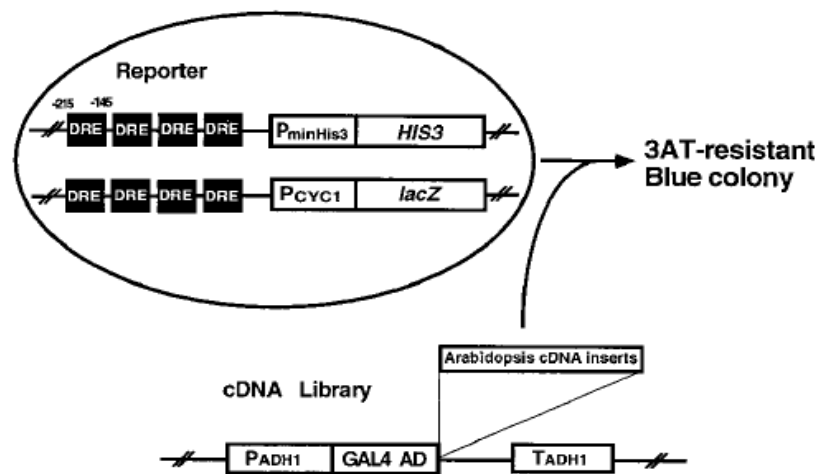 Reporter
-215 -145
DRE DRE DRE DRE PminHis3 HIS3
DRE DRE DRE DRE PCYC1 lacZ
3AT-resistant
Blue colony
Arabidopsis cDNA inserts
cDNA Library
PADH1 GAL4 AD TADH1